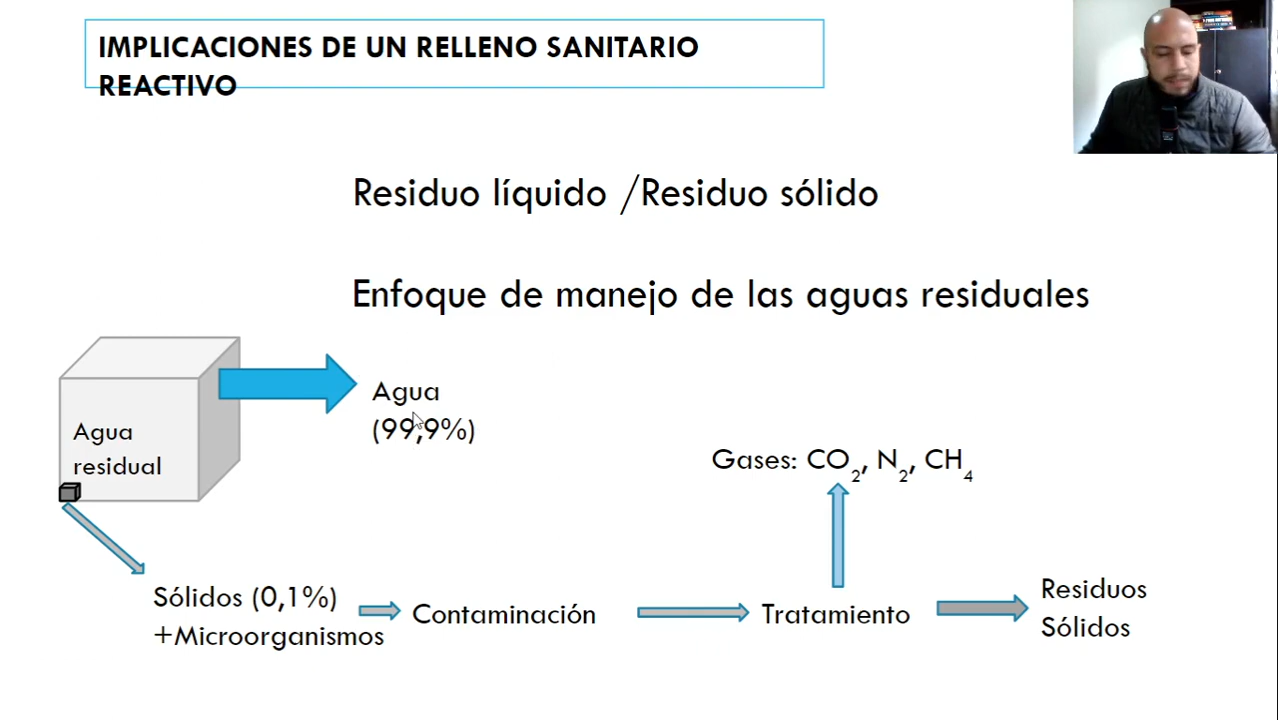 IMPLICACIONES DE UN RELLENO SANITARIO
REACTIVO
Residuo líquido /Residuo sólido
Enfoque de manejo de las aguas residuales
Agua
(99,9%)
Agua
residual
Gases: CO2, N2, CH4
Sólidos (0,1%)
+Microorganismos
Contaminación
Tratamiento
Residuos
Sólidos